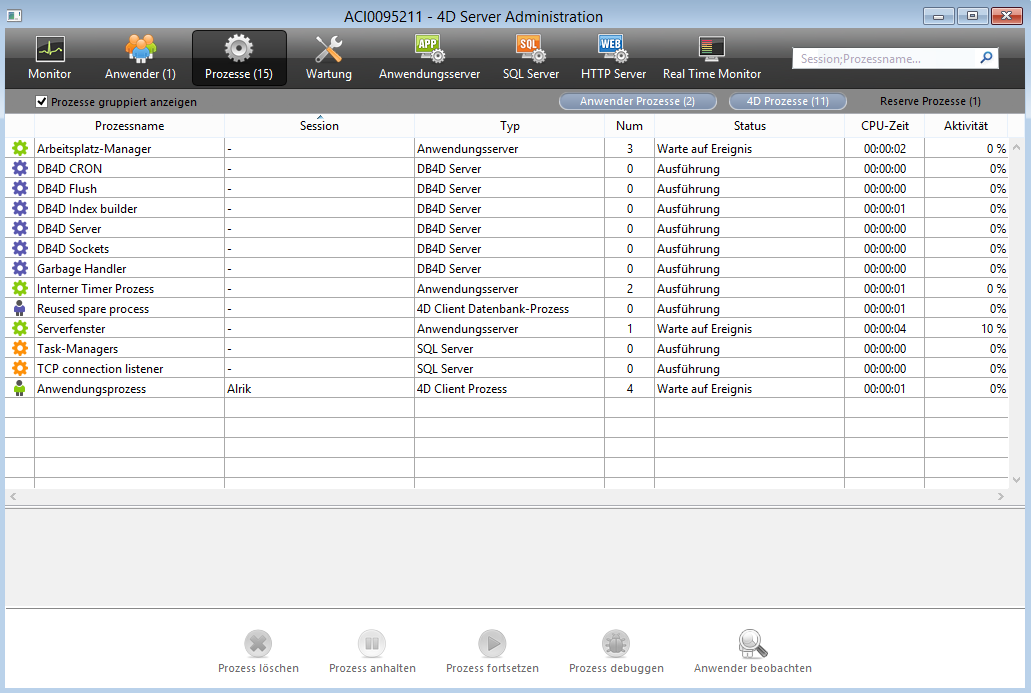 ACI0095211 - 4D Server Administration
APP SQL WEB
Monitor Anwender (1) Prozesse (15) Wartung Anwendungsserver SQL Server HTTP Server Real Time Monitor Session;Prozessname...
Prozesse gruppiert anzeigen Anwender Prozesse (2) 4D Prozesse (11) Reserve Prozesse (1)
Prozessname Session Typ Num Status CPU-Zeit Aktivität
Arbeitsplatz-Manager - Anwendungsserver 3 Warte auf Ereignis 00:00:02 0 %
DB4D CRON - DB4D Server 0 Ausführung 00:00:00 0%
DB4D Flush - DB4D Server 0 Ausführung 00:00:00 0%
DB4D Index builder - DB4D Server 0 Ausführung 00:00:01 0%
DB4D Server - DB4D Server 0 Ausführung 00:00:00 0%
DB4D Sockets - DB4D Server 0 Ausführung 00:00:00 0%
Garbage Handler - DB4D Server 0 Ausführung 00:00:00 0%
Interner Timer Prozess - Anwendungsserver 2 Ausführung 00:00:01 0 %
Reused spare process - 4D Client Datenbank-Prozess 0 Ausführung 00:00:01 0%
Serverfenster - Anwendungsserver 1 Warte auf Ereignis 00:00:04 10 %
Task-Managers - SQL Server 0 Ausführung 00:00:00 0%
TCP connection listener - SQL Server 0 Ausführung 00:00:00 0%
Anwendungsprozess Alrik 4D Client Prozess 4 Warte auf Ereignis 00:00:01 0%
Prozess löschen Prozess anhalten Prozess fortsetzen Prozess debuggen Anwender beobachten